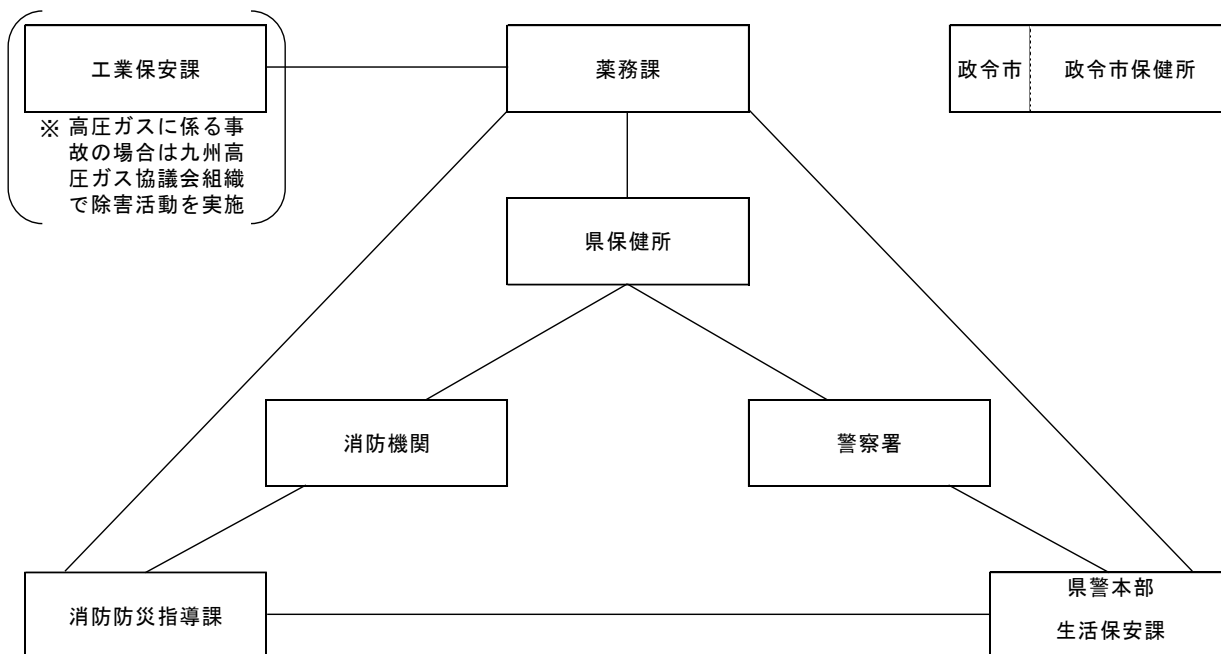 工業保安課
※ 高圧ガスに係る事
故の場合は九州高
圧ガス協議会組織
で除害活動を実施
薬務課
政令市
政令市保健所
県保健所
消防機関
警察署
消防防災指導課
県警本部
生活保安課